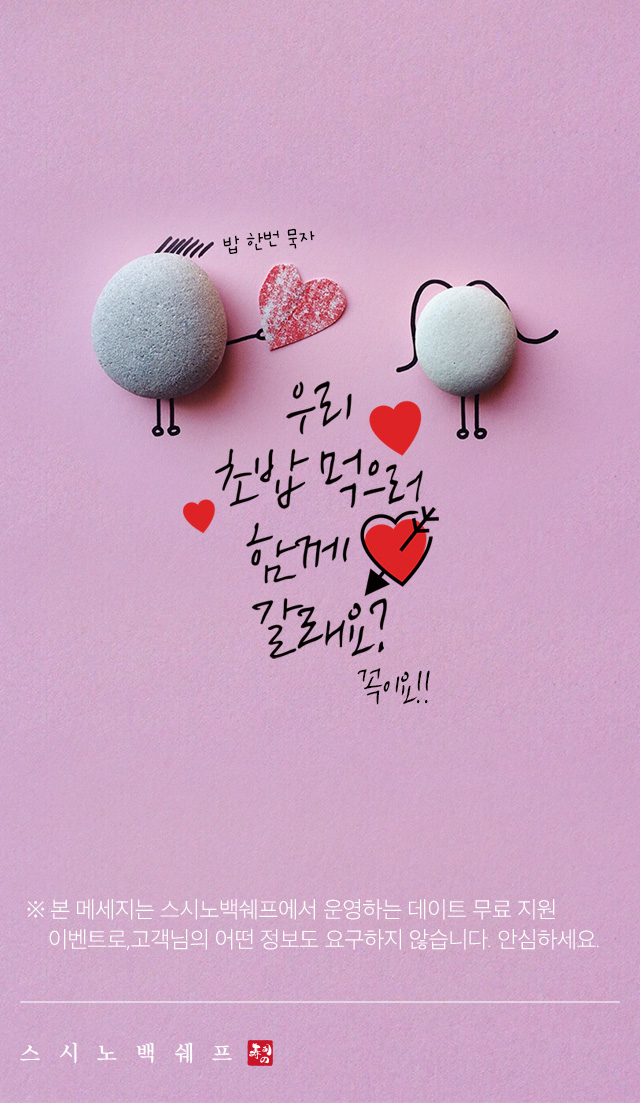 밥 한번 묵자
우리
초밥 먹으러
함께
갈래요?
꼭이요!!
※ 본 메세지는 스시노백쉐프에서 운영하는 데이트 무료 지원
이벤트로,고객님의 어떤 정보도 요구하지 않습니다. 안심하세요.
스시노백쉐프